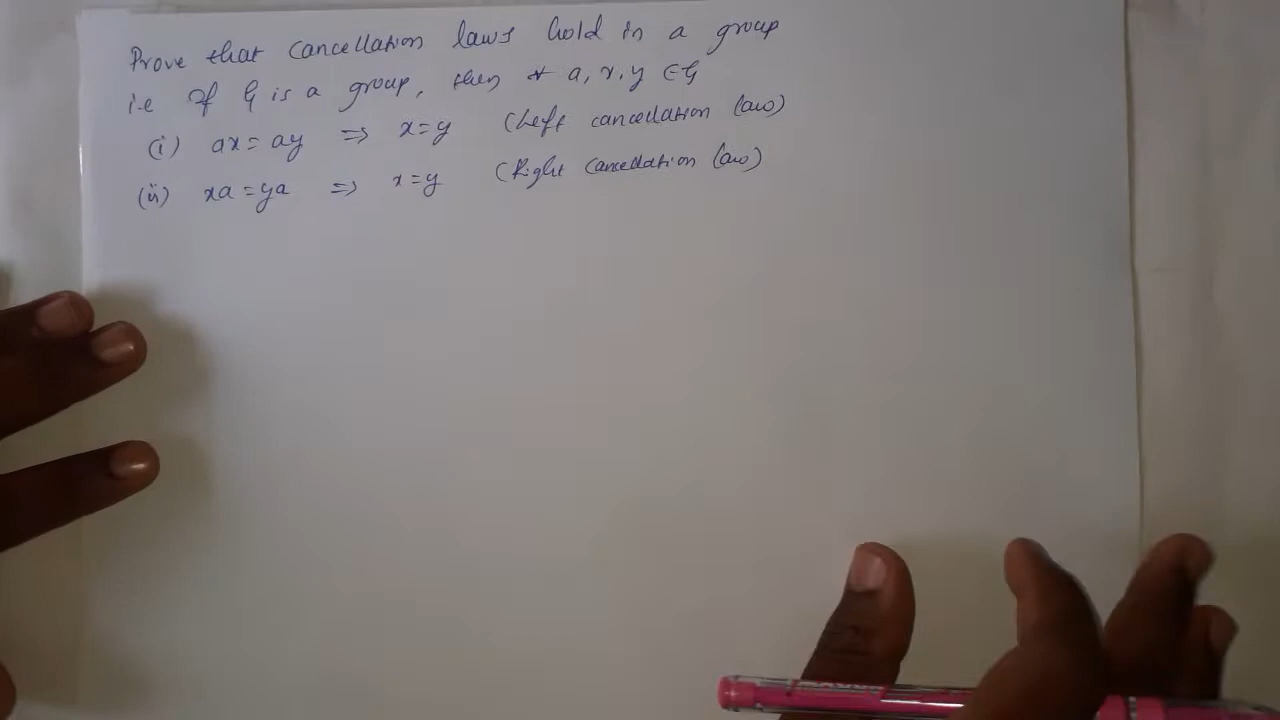 Prove that cancellation laws hold in a group
i.e If G is a group, then ∀ a, x, y ∈ G
(i) ax = ay ⇒ x = y (Left cancellation law)
(ii) xa = ya ⇒ x = y (Right cancellation law)